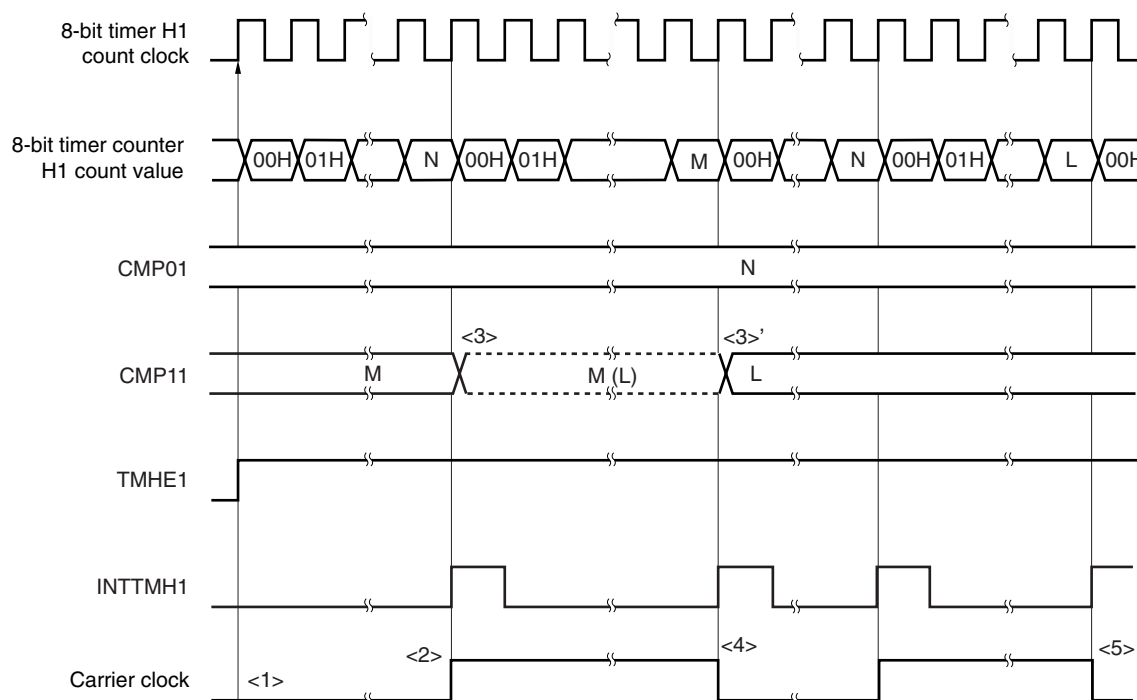 8-bit timer H1
count clock
8-bit timer counter
H1 count value
00H 01H N 00H 01H M 00H N 00H 01H L 00H
CMP01
N
<3> <3>’
CMP11
M M (L) L
TMHE1
INTTMH1
<2> <4> <5>
Carrier clock
<1>